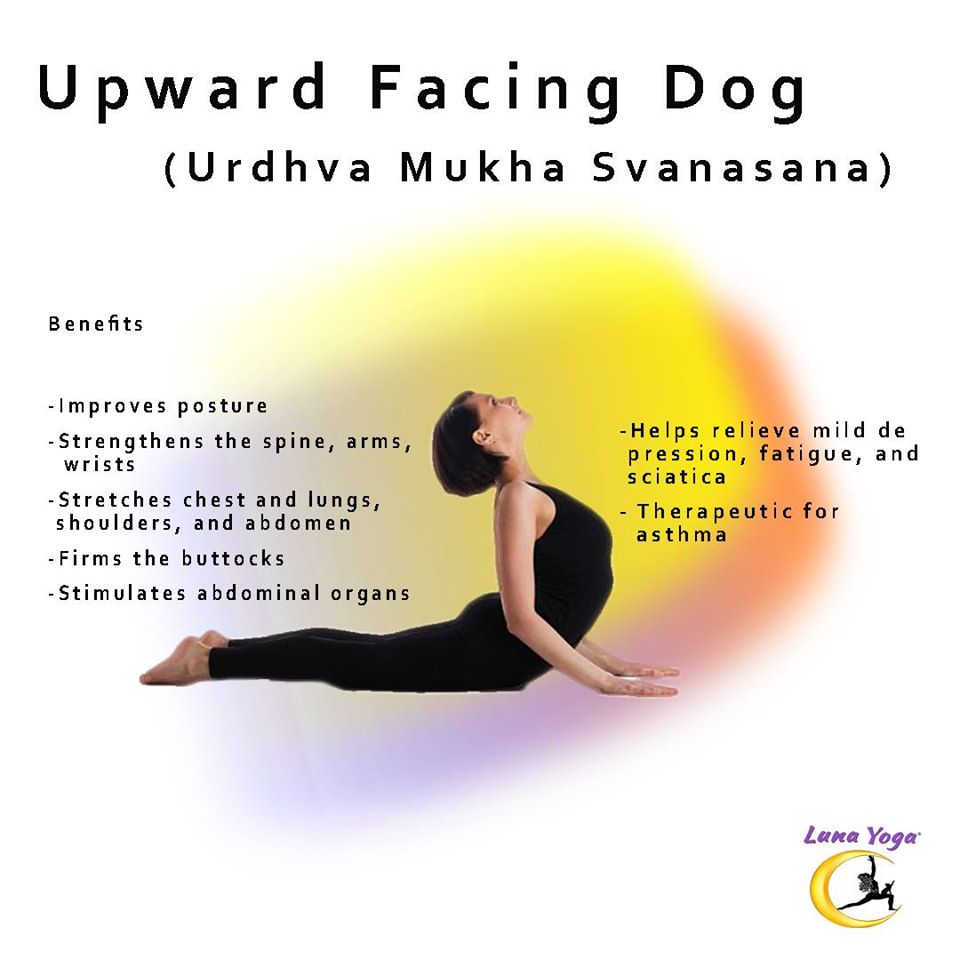 Upward Facing Dog
(Urdhva Mukha Svanasana)
Benefits
-Improves posture
-Strengthens the spine, arms,
wrists
-Stretches chest and lungs,
shoulders, and abdomen
-Firms the buttocks
-Stimulates abdominal organs
-Helps relieve mild de
pression, fatigue, and
sciatica
- Therapeutic for
asthma
Luna Yoga